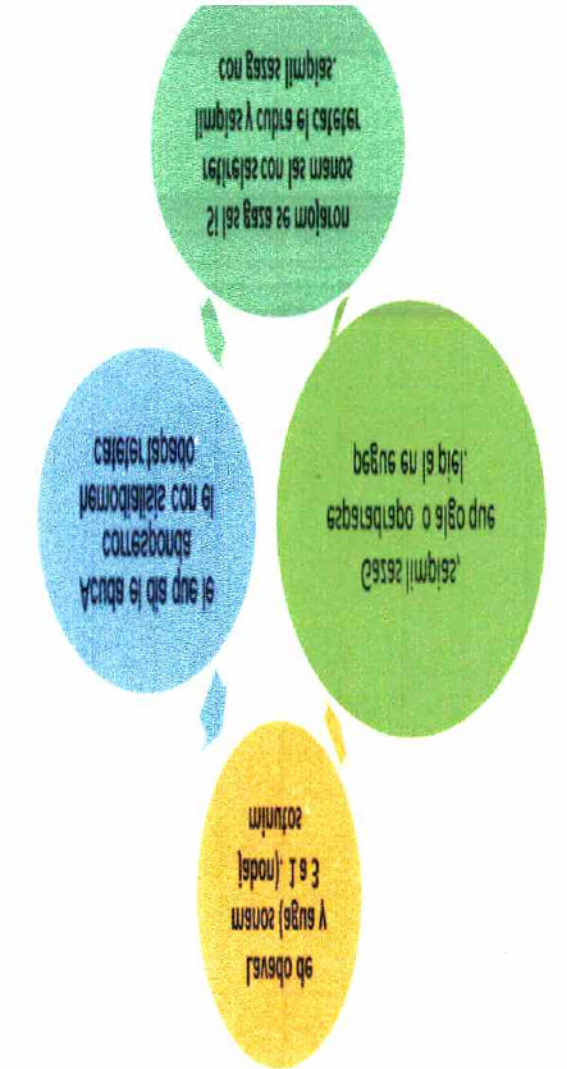 Lavado de
manos (agua y
jabon). 1 a 3
minutos
Gazas limpias,
esparadrapo o algo que
pegue en la piel.
Si las gaza se mojaron
retirelas con las manos
limpias y cubra el cateter
con gazas limpias.
Acuda el dia que le
corresponda
hemodialisis con el
cateter tapado.